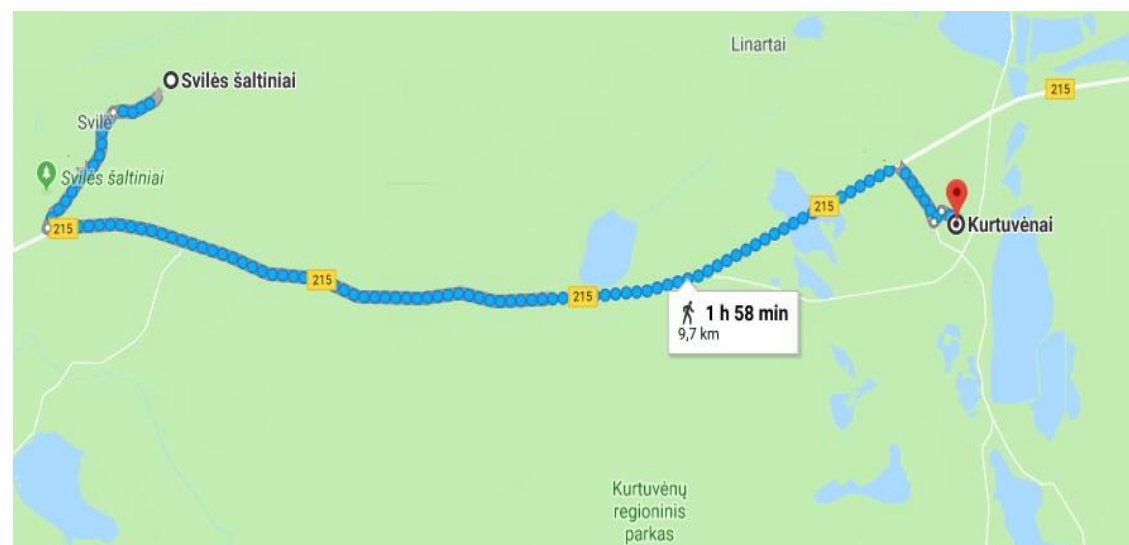 Linartai
215
Svilės šaltiniai
Svilė
Svilės šaltiniai
215
215
Kurtuvėnai
215
215
1 h 58 min
9,7 km
Kurtuvėnų
regioninis
parkas